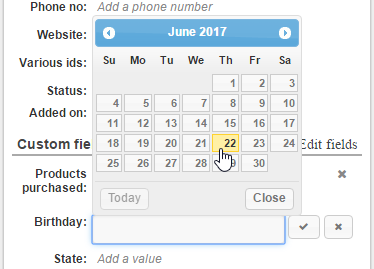 Phone no: Add a phone number
Website:
June 2017
Various ids:
Su Mo Tu We Th Fr Sa
1 2 3
Status:
4 5 6 7 8 9 10
Added on:
11 12 13 14 15 16 17
18 19 20 21 22 23 24
Custom fie Edit fields
25 26 27 28 29 30
Products
purchased:
Today Close
Birthday:
State: Add a value